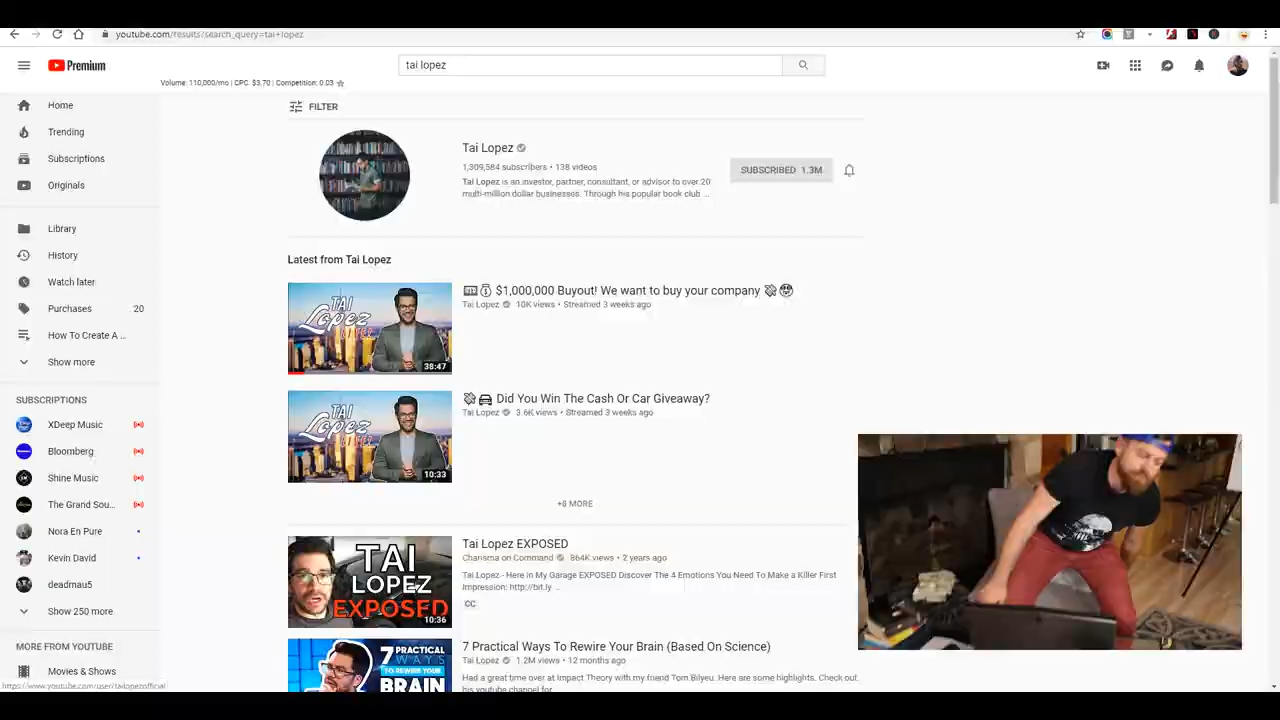 youtube.com/results?search_query=tai+lopez
Premium
tai lopez
Volume: 110,000/mo | CPC: $3.70 | Competition: 0.03
Home
Trending
Subscriptions
Originals
Library
History
Watch later
Purchases 20
How To Create A ...
Show more
SUBSCRIPTIONS
XDeep Music
Bloomberg
Shine Music
The Grand Sou...
Nora En Pure
Kevin David
deadmau5
Show 250 more
MORE FROM YOUTUBE
Movies & Shows
https://www.youtube.com/user/tailopezofficial
FILTER
Tai Lopez
1,309,584 subscribers • 138 videos
Tai Lopez is an investor, partner, consultant, or advisor to over 20
multi-million dollar businesses. Through his popular book club ...
SUBSCRIBED 1.3M
Latest from Tai Lopez
TAI
Lopez
LIVE
38:47
$1,000,000 Buyout! We want to buy your company
Tai Lopez 10K views • Streamed 3 weeks ago
TAI
Lopez
LIVE
10:33
Did You Win The Cash Or Car Giveaway?
Tai Lopez 3.6K views • Streamed 3 weeks ago
+8 MORE
TAI
LOPEZ
EXPOSED
10:36
Tai Lopez EXPOSED
Charisma on Command 864K views • 2 years ago
Tai Lopez - Here in My Garage EXPOSED Discover The 4 Emotions You Need To Make a Killer First
Impression: http://bit.ly ...
CC
7 PRACTICAL
WAYS
TO REWIRE YOUR
BRAIN
7 Practical Ways To Rewire Your Brain (Based On Science)
Tai Lopez 1.2M views • 12 months ago
Had a great time over at Impact Theory with my friend Tom Bilyeu. Here are some highlights. Check out
his youtube channel for